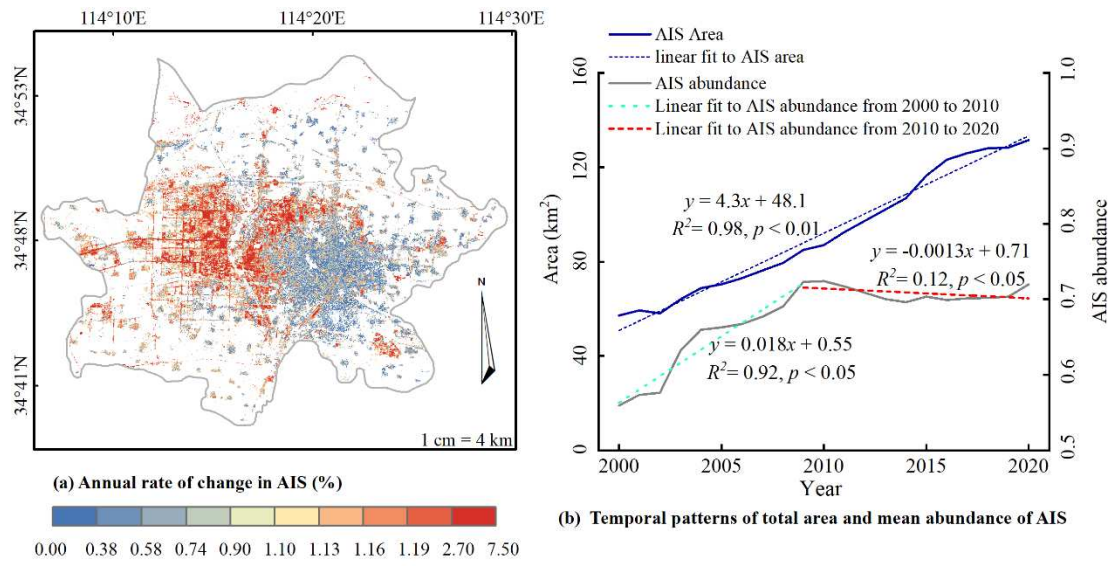 114°10'E
114°20'E
114°30'E
34°53'N
34°48'N
34°41'N
N
1 cm = 4 km
(a) Annual rate of change in AIS (%)
0.00 0.38 0.58 0.74 0.90 1.10 1.13 1.16 1.19 2.70 7.50
AIS Area
linear fit to AIS area
AIS abundance
Linear fit to AIS abundance from 2000 to 2010
Linear fit to AIS abundance from 2010 to 2020
160
120
80
40
0
Area (km²)
1.0
0.9
0.8
0.7
0.6
0.5
AIS abundance
y = 4.3x + 48.1
R²= 0.98, p < 0.01
y = -0.0013x + 0.71
R²= 0.12, p < 0.05
y = 0.018x + 0.55
R²= 0.92, p < 0.05
2000 2005 2010 2015 2020
Year
(b) Temporal patterns of total area and mean abundance of AIS